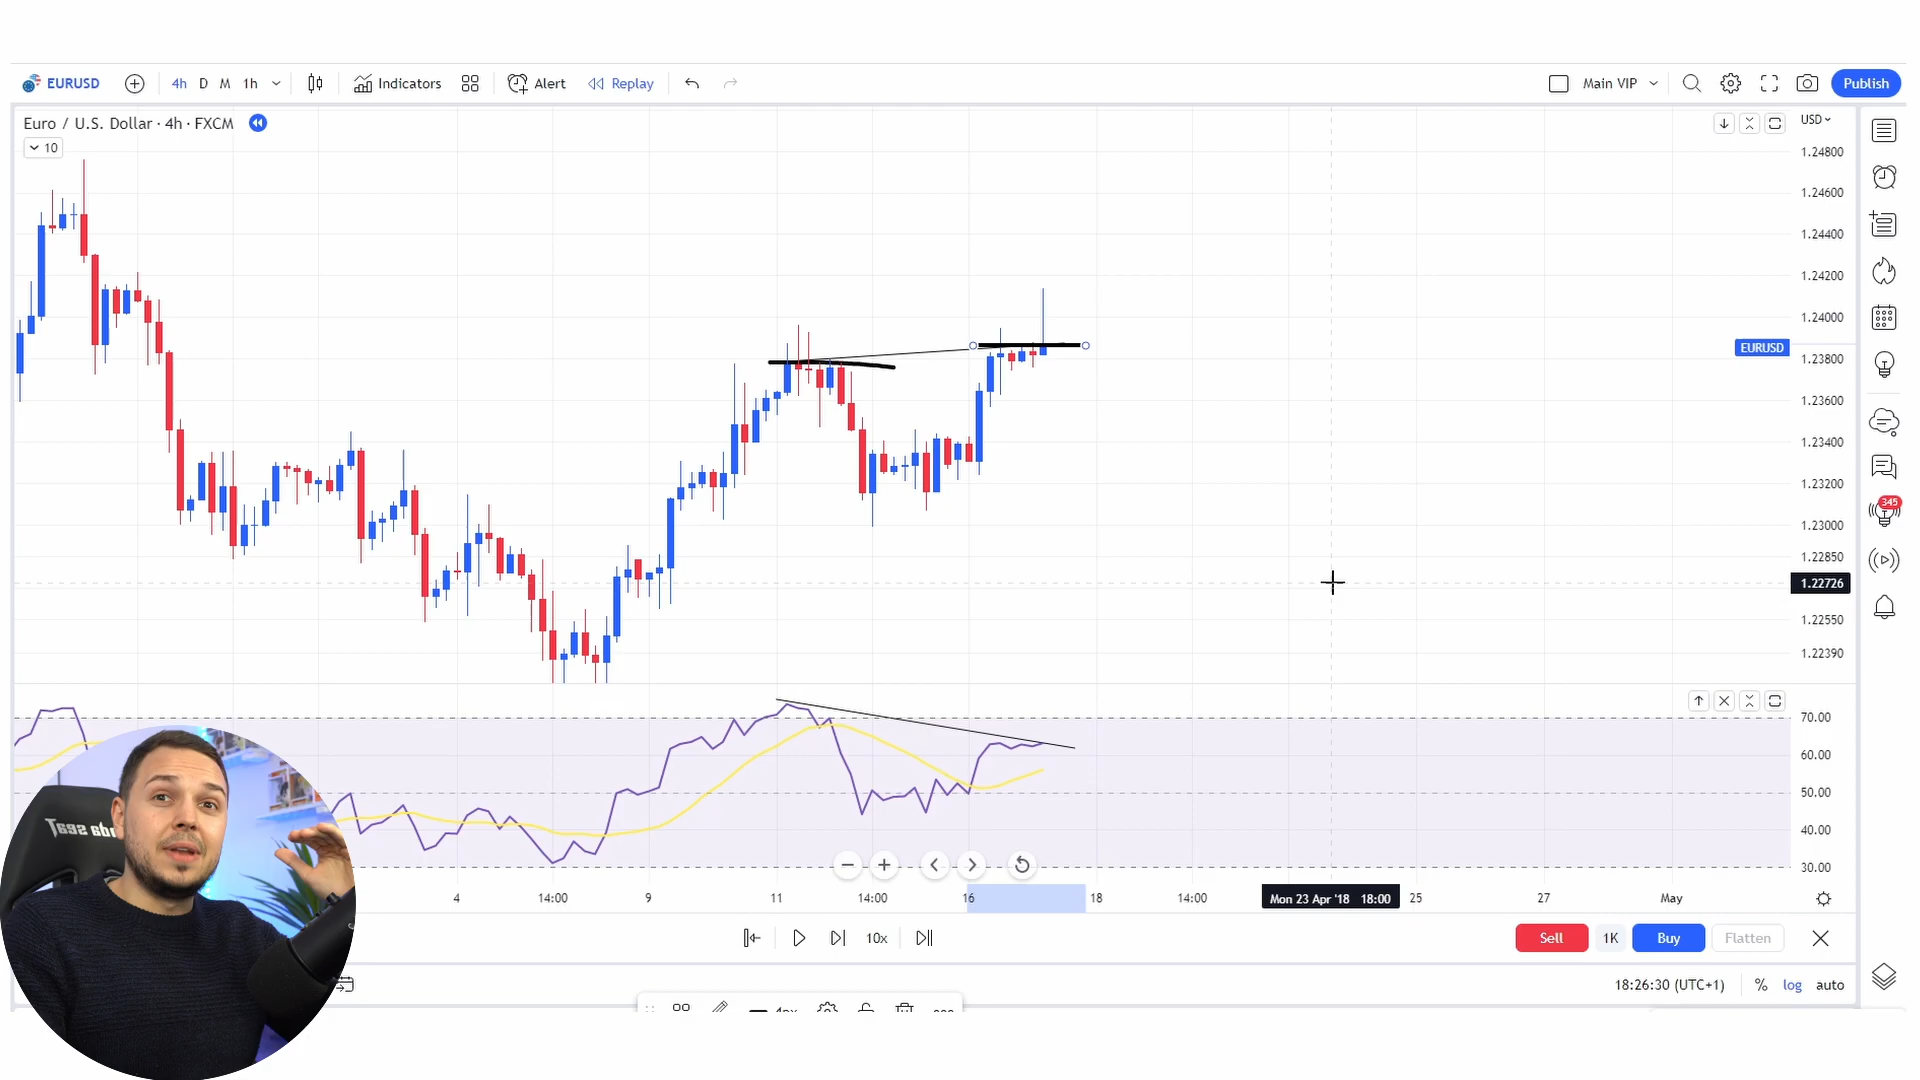 EURUSD 4h D M 1h Indicators Alert Replay Main VIP Publish
Euro / U.S. Dollar · 4h · FXCM
10
USD
1.24800
1.24600
1.24400
1.24200
1.24000
EURUSD
1.23800
1.23600
1.23400
1.23200
345
1.23000
1.22850
1.22726
1.22550
1.22390
70.00
60.00
50.00
40.00
30.00
4 14:00 9 11 14:00 16 18 14:00 Mon 23 Apr '18 18:00 25 27 May
10x
Sell 1K Buy Flatten
18:26:30 (UTC+1) % log auto